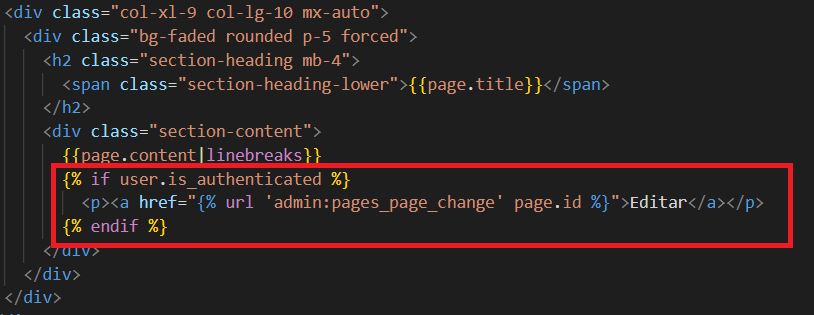 <div class="col-xl-9 col-lg-10 mx-auto">
<div class="bg-faded rounded p-5 forced">
<h2 class="section-heading mb-4">
<span class="section-heading-lower">{{page.title}}</span>
</h2>
<div class="section-content">
{{page.content|linebreaks}}
{% if user.is_authenticated %}
<p><a href="{% url 'admin:pages_page_change' page.id %}">Editar</a></p>
{% endif %}
</div>
</div>
</div>